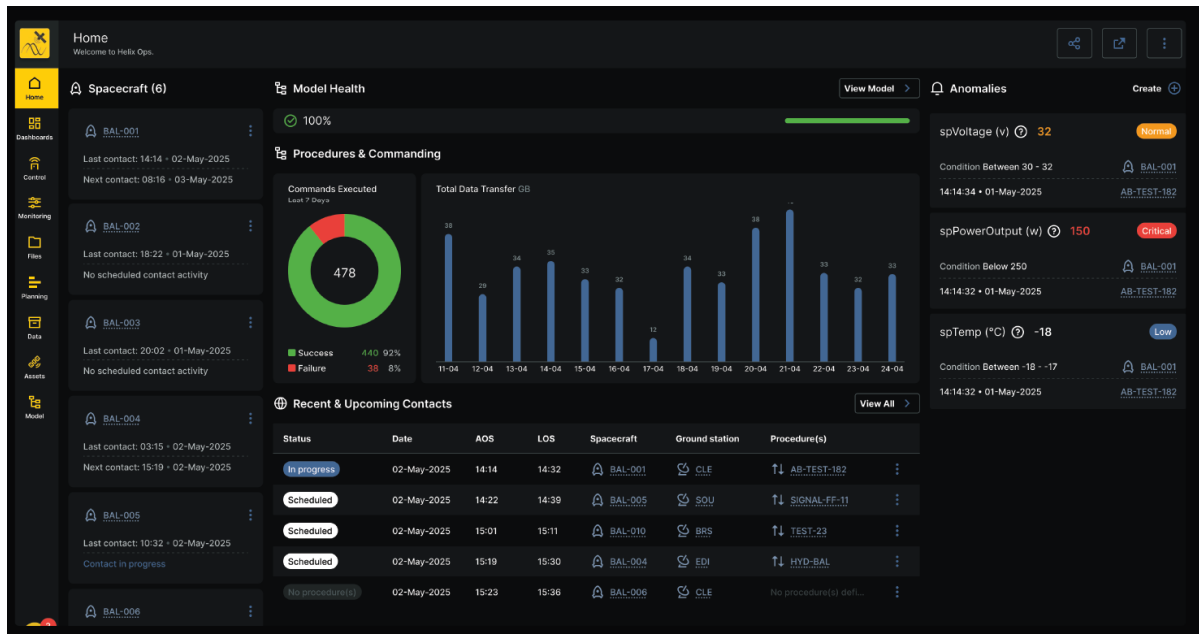 Home
Welcome to Helix Ops.
Home
Dashboards
Control
Monitoring
Files
Planning
Data
Assets
Model
Spacecraft (6)
BAL-001
Last contact: 14:14 • 02-May-2025
Next contact: 08:16 • 03-May-2025
BAL-002
Last contact: 18:22 • 01-May-2025
No scheduled contact activity
BAL-003
Last contact: 20:02 • 01-May-2025
No scheduled contact activity
BAL-004
Last contact: 03:15 • 02-May-2025
Next contact: 15:19 • 02-May-2025
BAL-005
Last contact: 10:32 • 02-May-2025
Contact in progress
BAL-006
Model Health
View Model
100%
Procedures & Commanding
Commands Executed
Last 7 Days
478
Success 440 92%
Failure 38 8%
Total Data Transfer GB
38 29 34 35 33 32 12 34 33 38 33 32 33
11-04 12-04 13-04 14-04 15-04 16-04 17-04 18-04 19-04 20-04 21-04 22-04 23-04 24-04
Recent & Upcoming Contacts
View All
Status Date AOS LOS Spacecraft Ground station Procedure(s)
In progress 02-May-2025 14:14 14:32 BAL-001 CLE AB-TEST-182
Scheduled 02-May-2025 14:22 14:39 BAL-005 SOU SIGNAL-FF-11
Scheduled 02-May-2025 15:01 15:11 BAL-010 BRS TEST-23
Scheduled 02-May-2025 15:19 15:30 BAL-004 EDI HYD-BAL
No procedure(s) 02-May-2025 15:23 15:36 BAL-006 CLE No procedure(s) defi...
Anomalies
Create
spVoltage (v) 32 Normal
Condition Between 30 - 32 BAL-001
14:14:34 • 01-May-2025 AB-TEST-182
spPowerOutput (w) 150 Critical
Condition Below 250 BAL-001
14:14:32 • 01-May-2025 AB-TEST-182
spTemp (°C) -18 Low
Condition Between -18 - -17 BAL-001
14:14:32 • 01-May-2025 AB-TEST-182